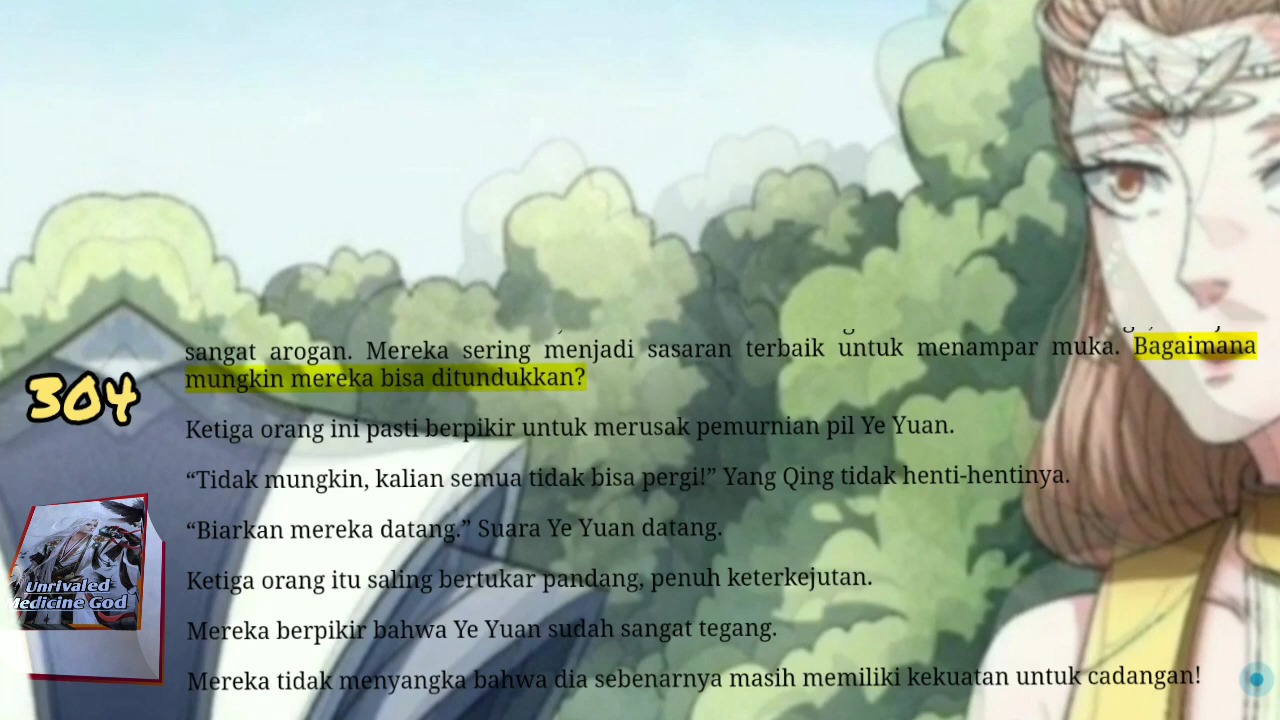 sangat arogan. Mereka sering menjadi sasaran terbaik untuk menampar muka. Bagaimana
mungkin mereka bisa ditundukkan?
304
Ketiga orang ini pasti berpikir untuk merusak pemurnian pil Ye Yuan.
“Tidak mungkin, kalian semua tidak bisa pergi!” Yang Qing tidak henti-hentinya.
“Biarkan mereka datang.” Suara Ye Yuan datang.
Ketiga orang itu saling bertukar pandang, penuh keterkejutan.
Unrivaled
Medicine God
Mereka berpikir bahwa Ye Yuan sudah sangat tegang.
Mereka tidak menyangka bahwa dia sebenarnya masih memiliki kekuatan untuk cadangan!